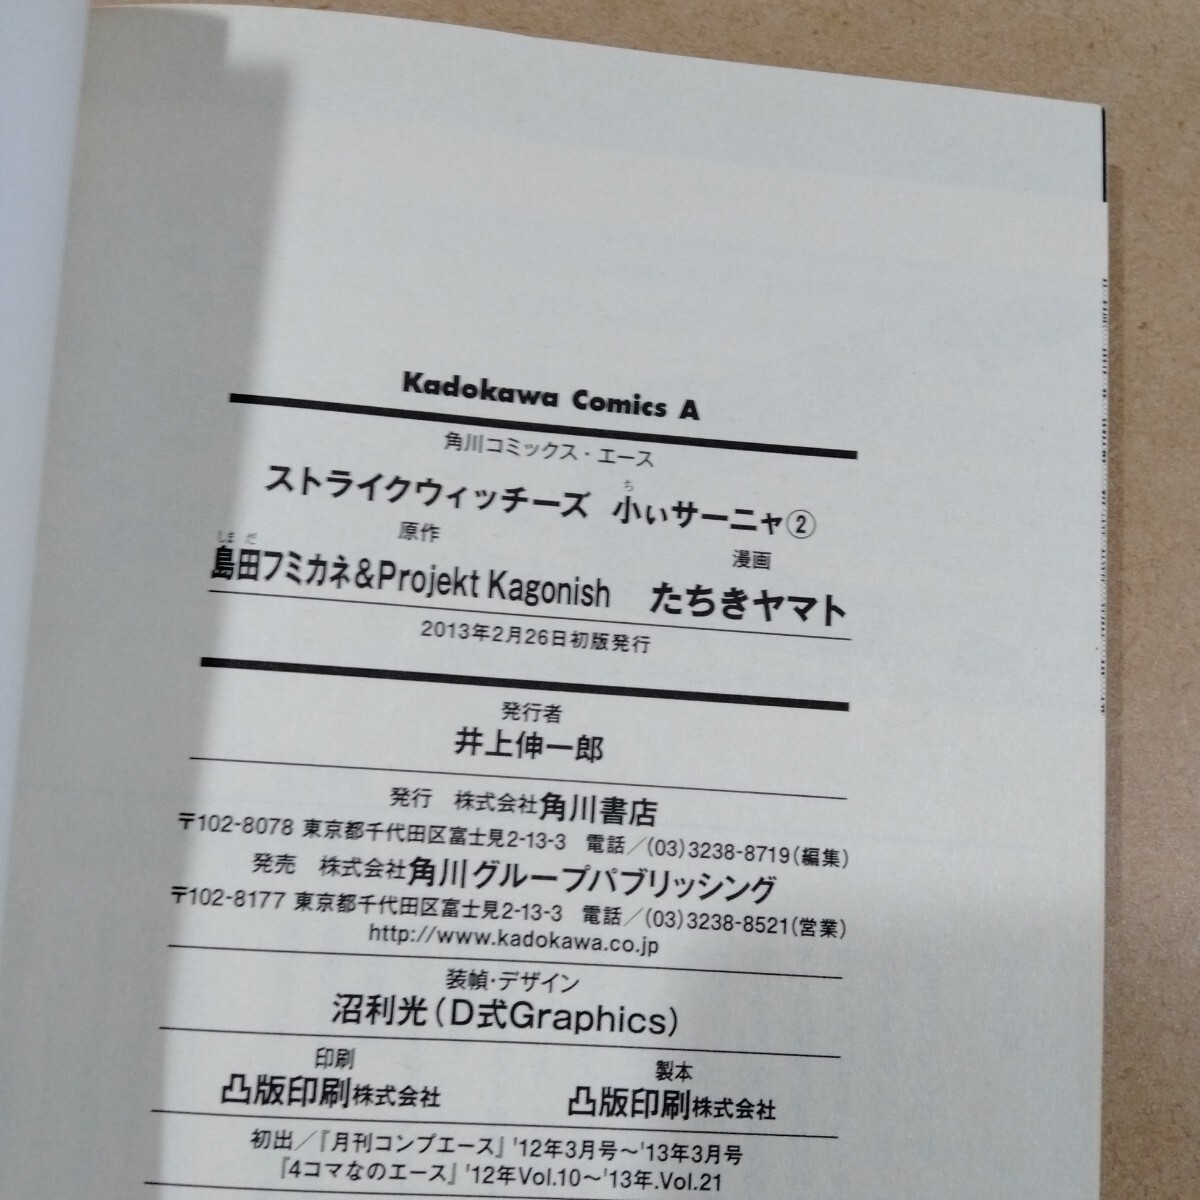 Kadokawa Comics A
角川コミックス・エース
ち
ストライクウィッチーズ 小ぃサーニャ②
原作 漫画
しま だ
島田フミカネ&Projekt Kagonish たちきヤマト
2013年2月26日初版発行
発行者
井上伸一郎
発行 株式会社角川書店
〒102-8078 東京都千代田区富士見2-13-3 電話/(03)3238-8719(編集)
発売 株式会社角川グループパブリッシング
〒102-8177 東京都千代田区富士見2-13-3 電話/(03)3238-8521(営業)
http://www.kadokawa.co.jp
装幀・デザイン
沼利光(D式Graphics)
印刷 製本
凸版印刷株式会社 凸版印刷株式会社
初出/『月刊コンプエース』'12年3月号～'13年3月号
『4コマなのエース』'12年Vol.10～'13年.Vol.21